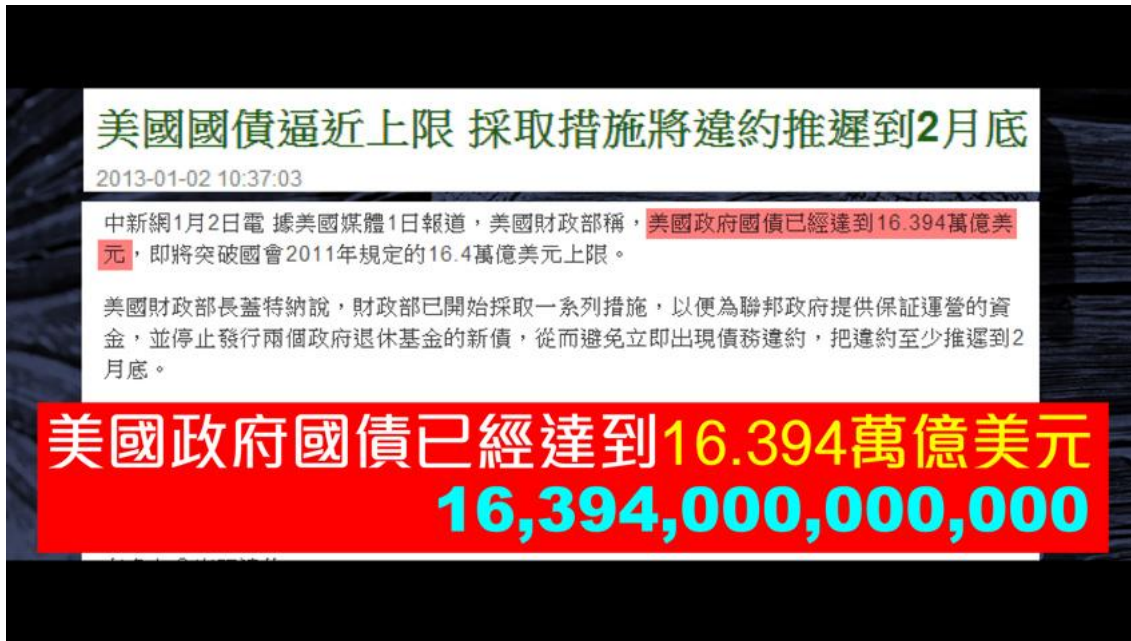 美國國債逼近上限 採取措施將違約推遲到2月底
2013-01-02 10:37:03
中新網1月2日電 據美國媒體1日報道，美國財政部稱，美國政府國債已經達到16.394萬億美
元，即將突破國會2011年規定的16.4萬億美元上限。
美國財政部長蓋特納說，財政部已開始採取一系列措施，以便為聯邦政府提供保証運營的資
金，並停止發行兩個政府退休基金的新債，從而避免立即出現債務違約，把違約至少推遲到2
月底。
美國政府國債已經達到16.394萬億美元
16,394,000,000,000